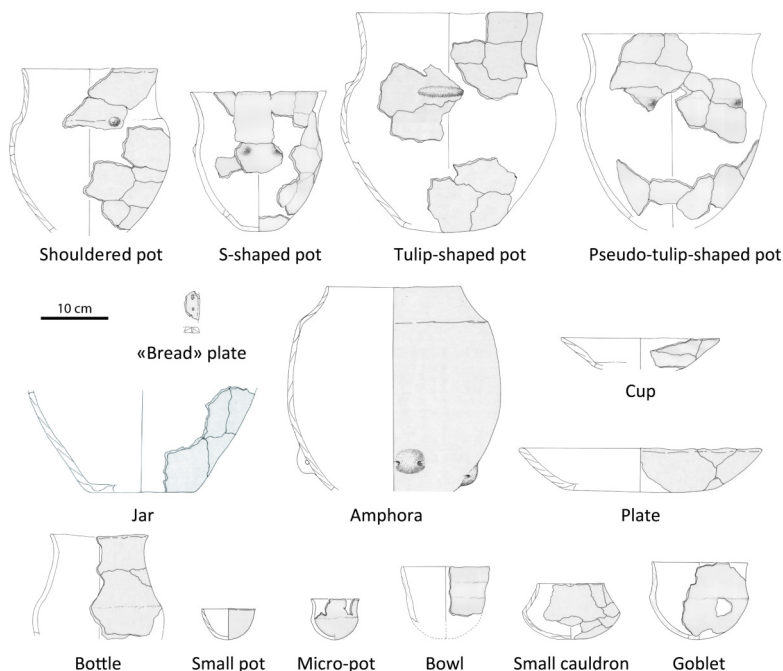 Shouldered pot
S-shaped pot
Tulip-shaped pot
Pseudo-tulip-shaped pot
10 cm
«Bread» plate
Cup
Jar
Amphora
Plate
Bottle
Small pot
Micro-pot
Bowl
Small cauldron
Goblet